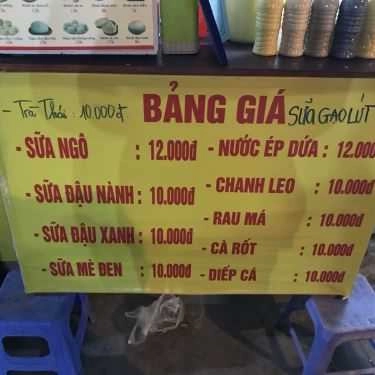 - Trà Thái : 10.000đ
BẢNG GIÁ
SỮA GẠO LỨT
- SỮA NGÔ : 12.000đ
- SỮA ĐẬU NÀNH : 10.000đ
- SỮA ĐẬU XANH : 10.000đ
- SỮA MÈ ĐEN : 10.000đ
- NƯỚC ÉP DỨA : 12.000
- CHANH LEO : 10.000đ
- RAU MÁ : 10.000đ
- CÀ RỐT : 10.000đ
- DIẾP CÁ : 10.000đ